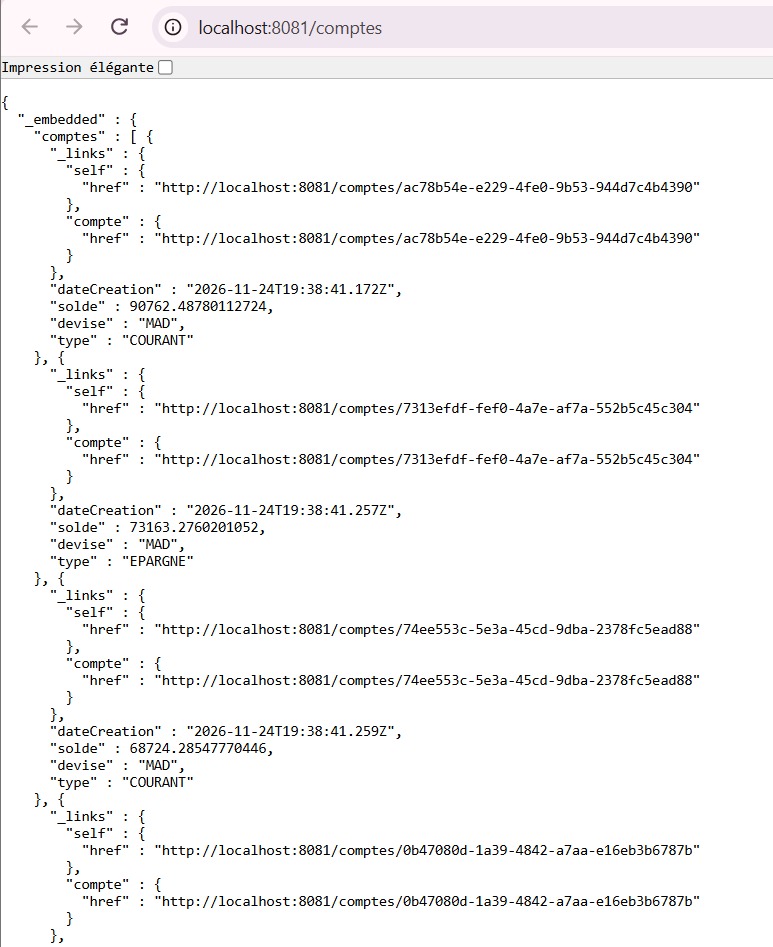 localhost:8081/comptes
Impression élégante
{
  "_embedded" : {
    "comptes" : [ {
      "_links" : {
        "self" : {
          "href" : "http://localhost:8081/comptes/ac78b54e-e229-4fe0-9b53-944d7c4b4390"
        },
        "compte" : {
          "href" : "http://localhost:8081/comptes/ac78b54e-e229-4fe0-9b53-944d7c4b4390"
        }
      },
      "dateCreation" : "2026-11-24T19:38:41.172Z",
      "solde" : 90762.48780112724,
      "devise" : "MAD",
      "type" : "COURANT"
    }, {
      "_links" : {
        "self" : {
          "href" : "http://localhost:8081/comptes/7313efdf-fef0-4a7e-af7a-552b5c45c304"
        },
        "compte" : {
          "href" : "http://localhost:8081/comptes/7313efdf-fef0-4a7e-af7a-552b5c45c304"
        }
      },
      "dateCreation" : "2026-11-24T19:38:41.257Z",
      "solde" : 73163.2760201052,
      "devise" : "MAD",
      "type" : "EPARGNE"
    }, {
      "_links" : {
        "self" : {
          "href" : "http://localhost:8081/comptes/74ee553c-5e3a-45cd-9dba-2378fc5ead88"
        },
        "compte" : {
          "href" : "http://localhost:8081/comptes/74ee553c-5e3a-45cd-9dba-2378fc5ead88"
        }
      },
      "dateCreation" : "2026-11-24T19:38:41.259Z",
      "solde" : 68724.28547770446,
      "devise" : "MAD",
      "type" : "COURANT"
    }, {
      "_links" : {
        "self" : {
          "href" : "http://localhost:8081/comptes/0b47080d-1a39-4842-a7aa-e16eb3b6787b"
        },
        "compte" : {
          "href" : "http://localhost:8081/comptes/0b47080d-1a39-4842-a7aa-e16eb3b6787b"
        }
      },